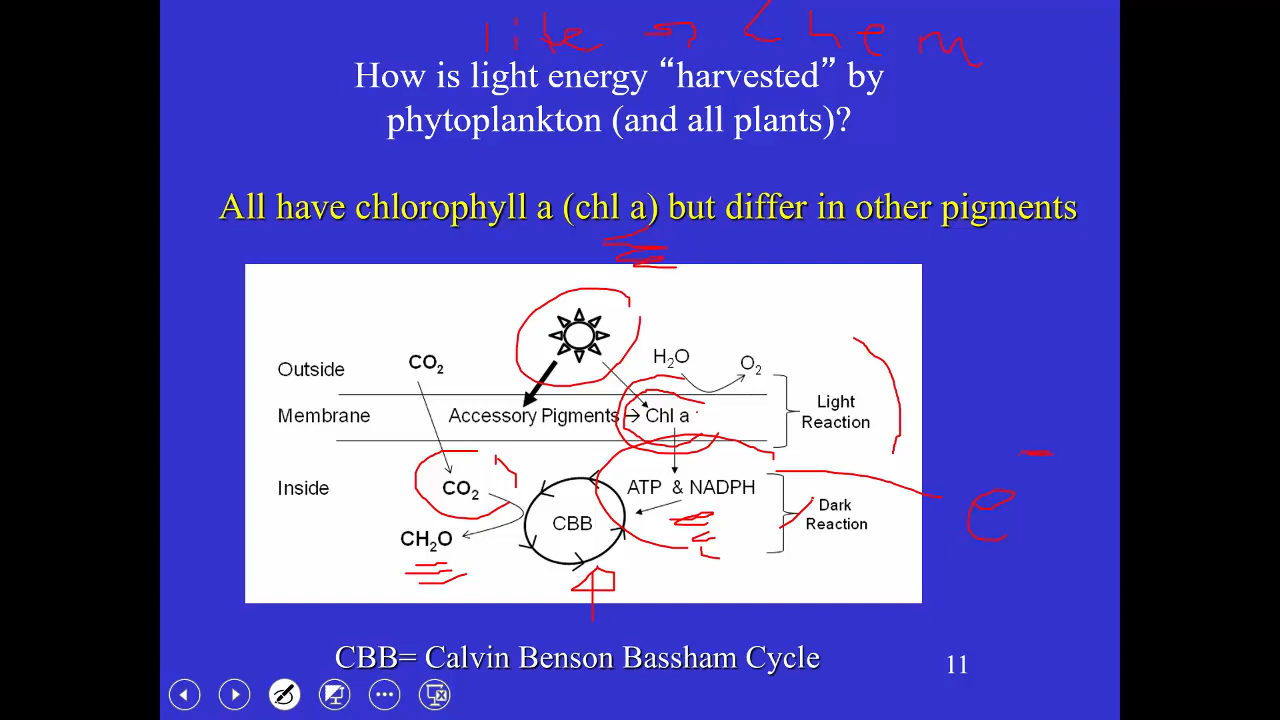 lite → Chem
How is light energy “harvested” by
phytoplankton (and all plants)?
All have chlorophyll a (chl a) but differ in other pigments
Outside CO₂ H₂O O₂
Membrane Accessory Pigments → Chl a
Light
Reaction
Inside CO₂ ATP & NADPH
CBB
CH₂O
Dark
Reaction
e⁻
CBB= Calvin Benson Bassham Cycle
11